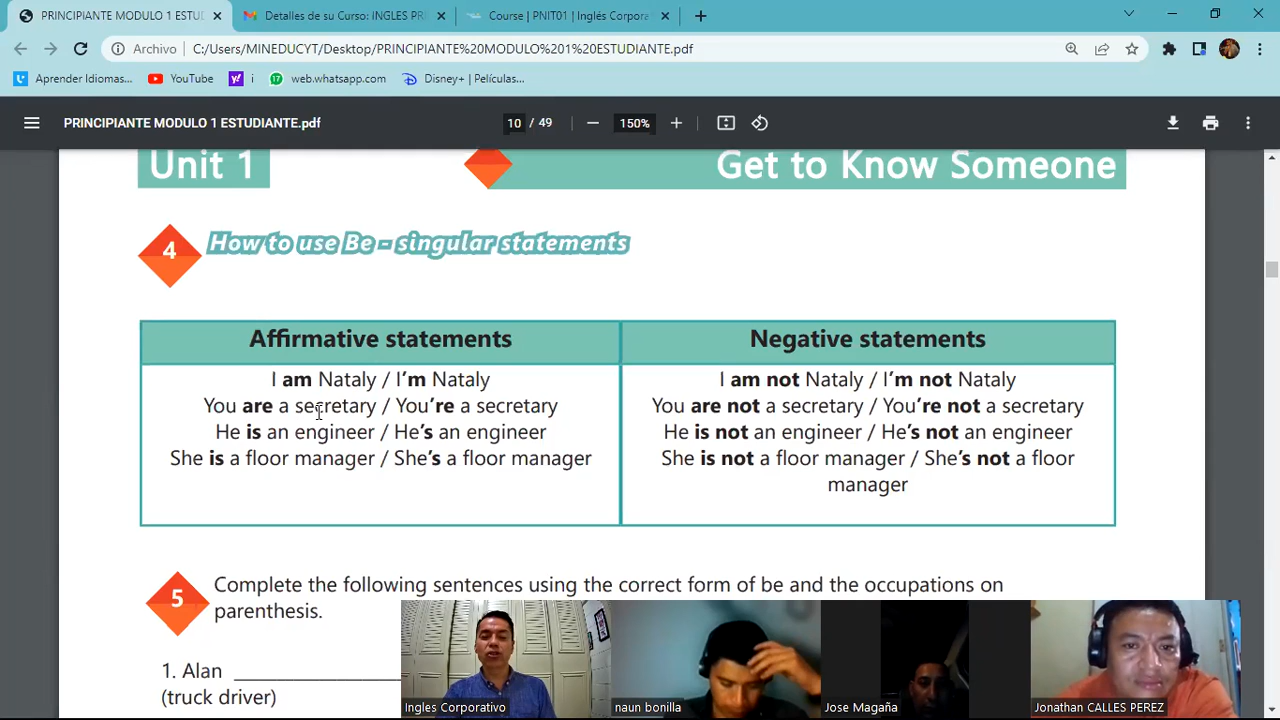 PRINCIPIANTE MODULO 1 ESTUD
Detalles de su Curso: INGLES PRI
Course | PNIT01 | Inglés Corpora
Archivo
C:/Users/MINEDUCYT/Desktop/PRINCIPIANTE%20MODULO%201%20ESTUDIANTE.pdf
Aprender Idiomas...
YouTube
i
web.whatsapp.com
Disney+ | Películas,...
PRINCIPIANTE MODULO 1 ESTUDIANTE.pdf
10 / 49
150%
Unit 1
Get to Know Someone
4
How to use Be - singular statements
Affirmative statements
I am Nataly / I'm Nataly
You are a secretary / You're a secretary
He is an engineer / He's an engineer
She is a floor manager / She's a floor manager
Negative statements
I am not Nataly / I'm not Nataly
You are not a secretary / You're not a secretary
He is not an engineer / He's not an engineer
She is not a floor manager / She's not a floor
manager
5
Complete the following sentences using the correct form of be and the occupations on
parenthesis.
1. Alan
(truck driver)
Ingles Corporativo
naun bonilla
Jose Magaña
Jonathan CALLES PEREZ